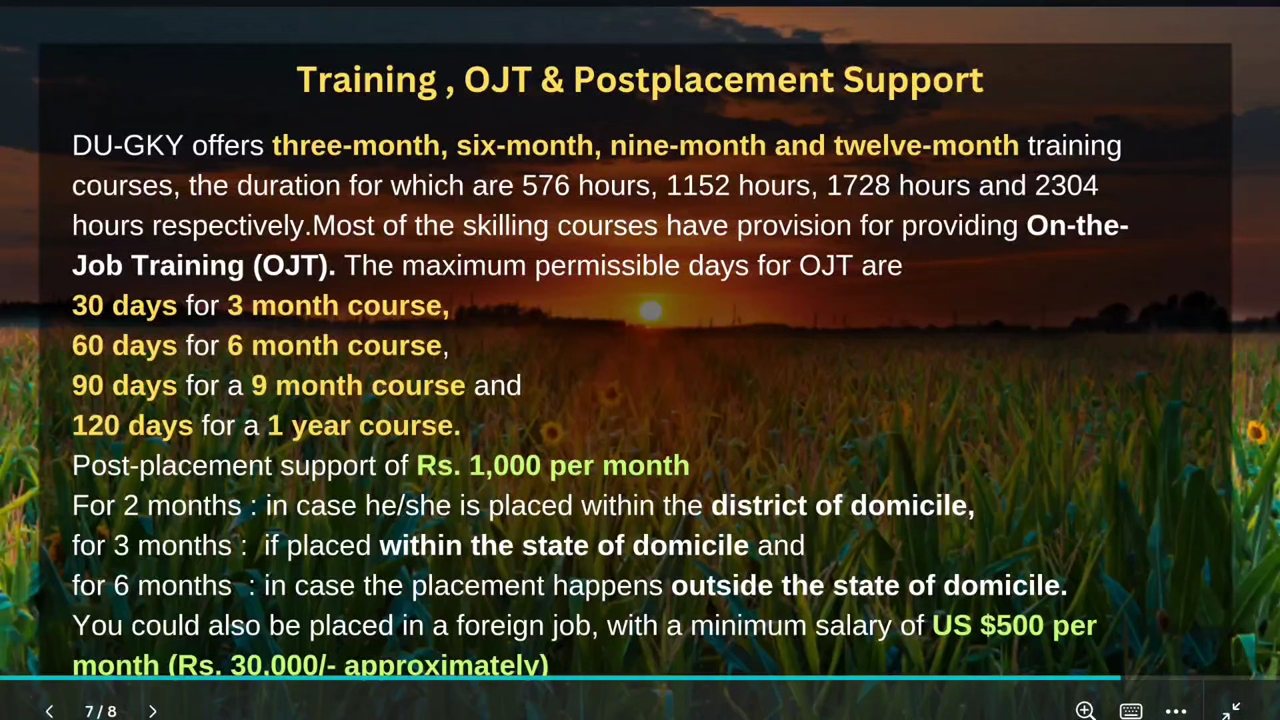 Training , OJT & Postplacement Support
DU-GKY offers three-month, six-month, nine-month and twelve-month training
courses, the duration for which are 576 hours, 1152 hours, 1728 hours and 2304
hours respectively.Most of the skilling courses have provision for providing On-the-
Job Training (OJT). The maximum permissible days for OJT are
30 days for 3 month course,
60 days for 6 month course,
90 days for a 9 month course and
120 days for a 1 year course.
Post-placement support of Rs. 1,000 per month
For 2 months : in case he/she is placed within the district of domicile,
for 3 months :  if placed within the state of domicile and
for 6 months  : in case the placement happens outside the state of domicile.
You could also be placed in a foreign job, with a minimum salary of US $500 per
month (Rs. 30,000/- approximately)
7 / 8